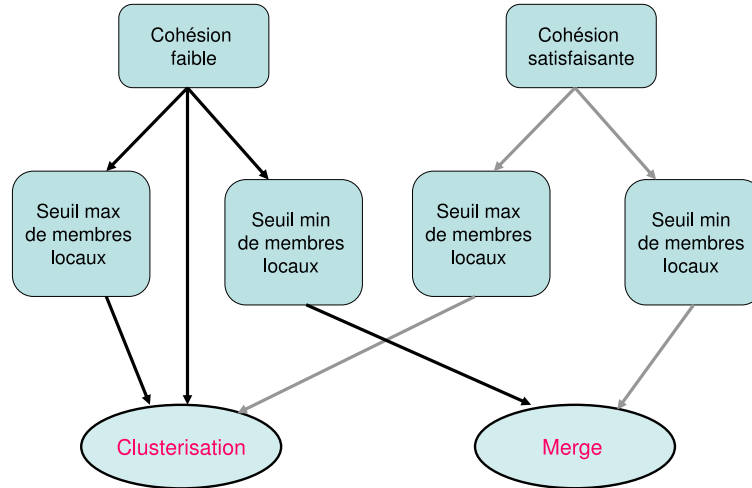 Cohésion
faible
Cohésion
satisfaisante
Seuil max
de membres
locaux
Seuil min
de membres
locaux
Seuil max
de membres
locaux
Seuil min
de membres
locaux
Clusterisation
Merge